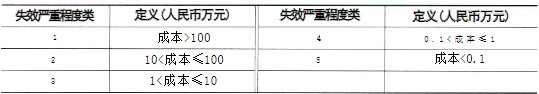 失效严重程度类 定义(人民币万元) 失效严重程度类 定义(人民币万元)
1 成本>100 4 0.1<成本≤1
2 10<成本≤100 5 成本<0.1
3 1<成本≤10